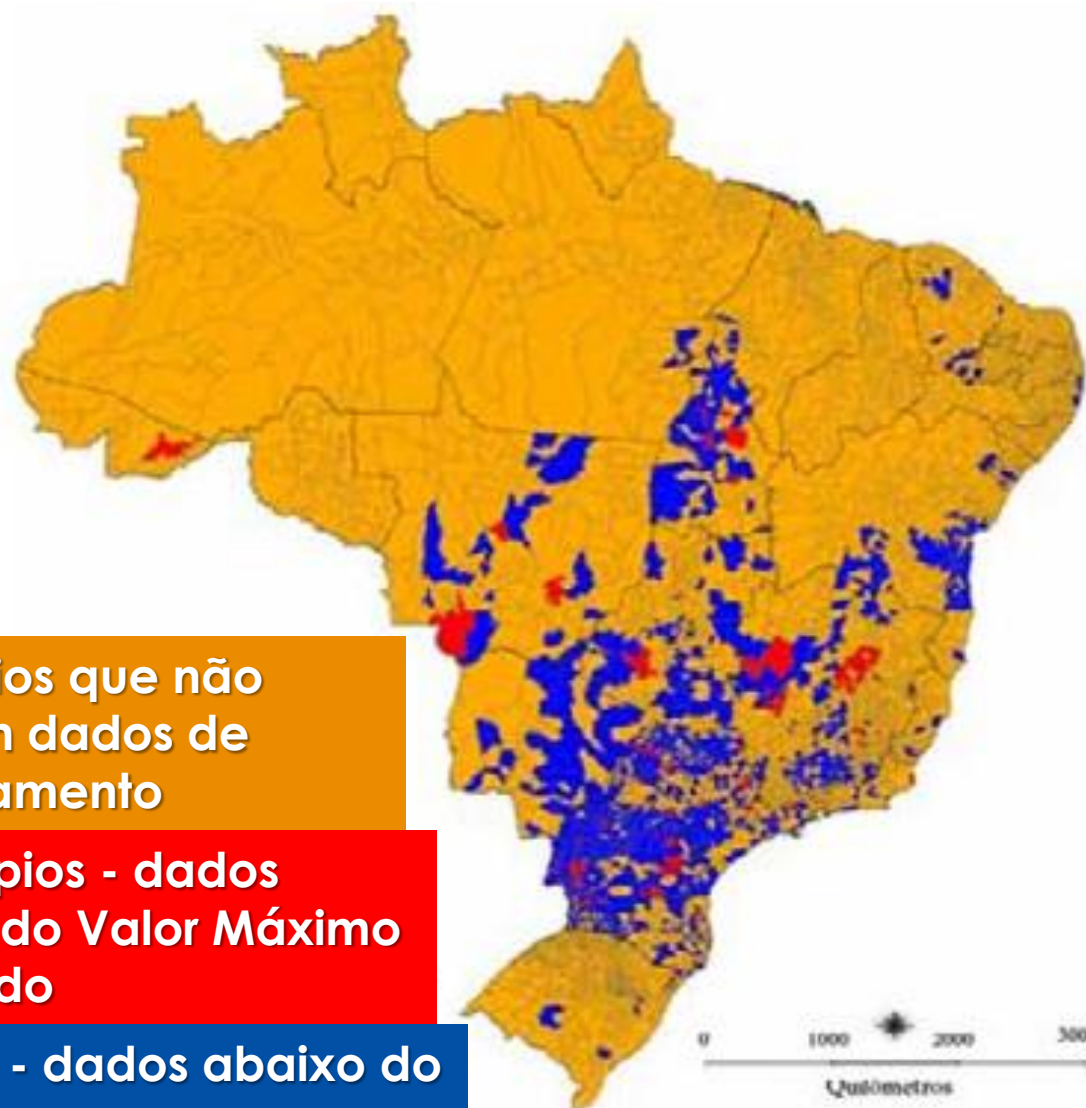 ios que não
m dados de
amento
pios - dados
do Valor Máximo
do
- dados abaixo do
0 1000 2000 300
Quilômetros